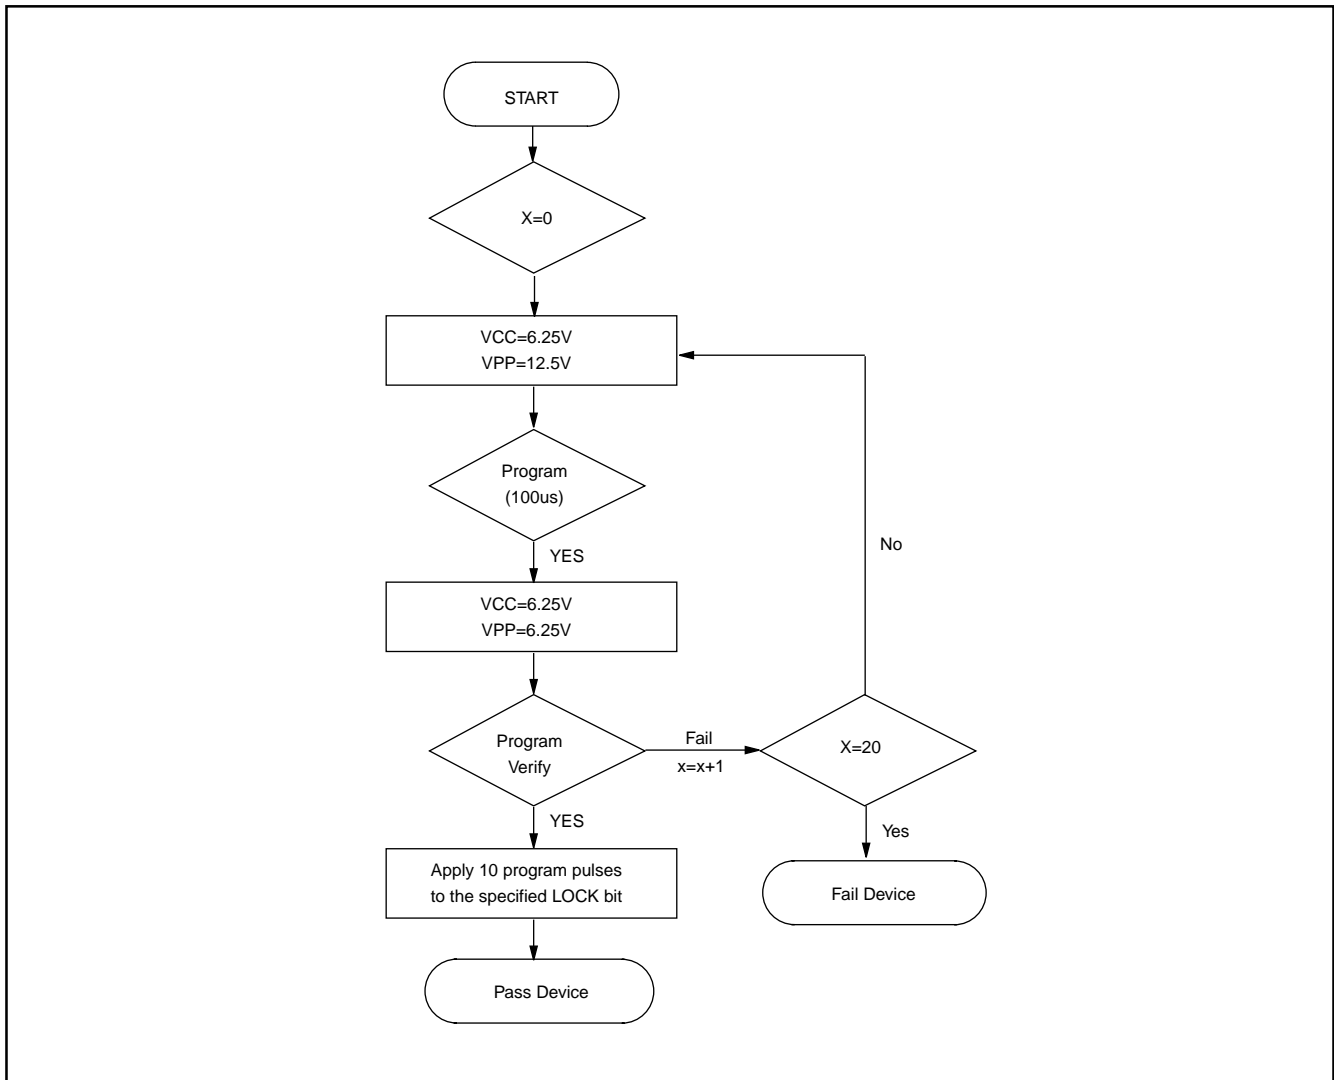 START
X=0
VCC=6.25V
VPP=12.5V
Program
(100us)
YES
No
VCC=6.25V
VPP=6.25V
Program
Verify
Fail
x=x+1
X=20
YES
Yes
Apply 10 program pulses
to the specified LOCK bit
Fail Device
Pass Device